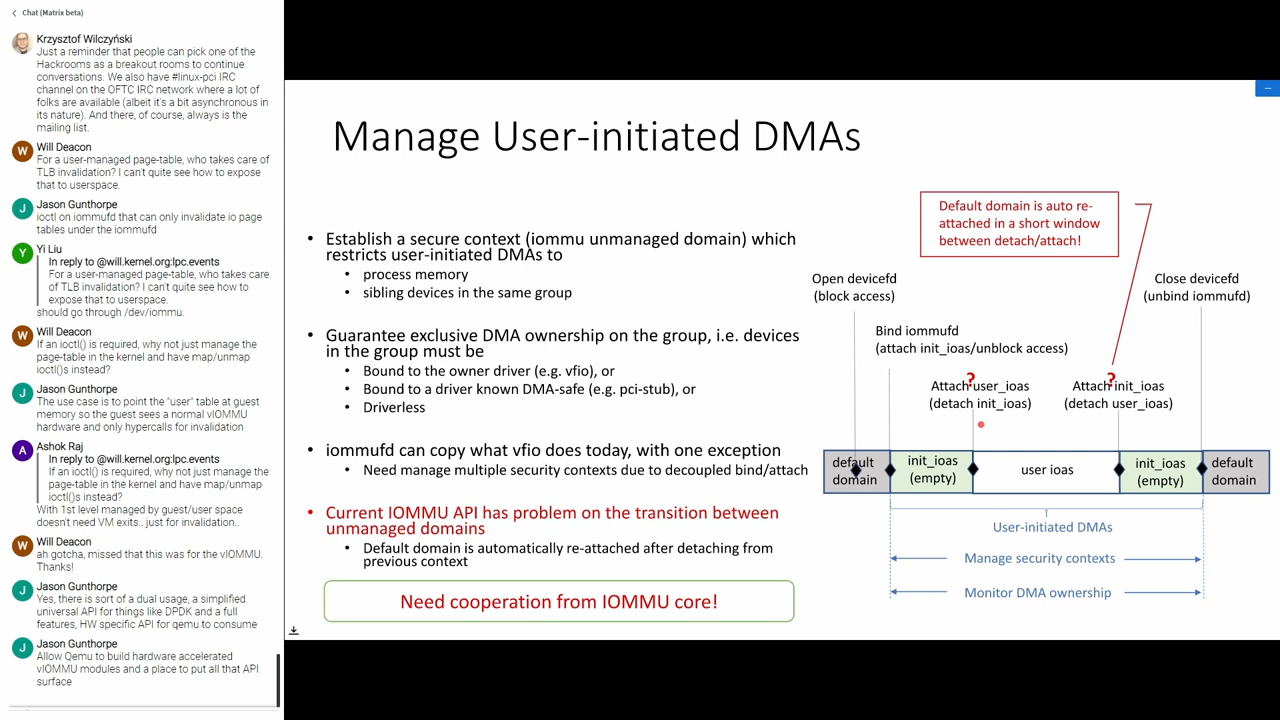 Chat (Matrix beta)
Krzysztof Wilczyński
Just a reminder that people can pick one of the
Hackrooms as a breakout rooms to continue
conversations. We also have #linux-pci IRC
channel on the OFTC IRC network where a lot of
folks are available (albeit it's a bit asynchronous in
its nature). And there, of course, always is the
mailing list.
W
Will Deacon
For a user-managed page-table, who takes care of
TLB invalidation? I can't quite see how to expose
that to userspace.
J
Jason Gunthorpe
ioctl on iommufd that can only invalidate io page
tables under the iommufd
Y
Yi Liu
In reply to @will.kernel.org:lpc.events
For a user-managed page-table, who takes care
of TLB invalidation? I can't quite see how to
expose that to userspace.
should go through /dev/iommu.
W
Will Deacon
If an ioctl() is required, why not just manage the
page-table in the kernel and have map/unmap
ioctl()s instead?
J
Jason Gunthorpe
The use case is to point the "user" table at guest
memory so the guest sees a normal vIOMMU
hardware and only hypercalls for invalidation
A
Ashok Raj
In reply to @will.kernel.org:lpc.events
If an ioctl() is required, why not just manage the
page-table in the kernel and have map/unmap
ioctl()s instead?
With 1st level managed by guest/user space
doesn't need VM exits.. just for invalidation..
W
Will Deacon
ah gotcha, missed that this was for the vIOMMU.
Thanks!
J
Jason Gunthorpe
Yes, there is sort of a dual usage, a simplified
universal API for things like DPDK and a full
features, HW specific API for qemu to consume
J
Jason Gunthorpe
Allow Qemu to build hardware accelerated
vIOMMU modules and a place to put all that API
surface
Manage User-initiated DMAs
• Establish a secure context (iommu unmanaged domain) which
restricts user-initiated DMAs to
• process memory
• sibling devices in the same group
• Guarantee exclusive DMA ownership on the group, i.e. devices
in the group must be
• Bound to the owner driver (e.g. vfio), or
• Bound to a driver known DMA-safe (e.g. pci-stub), or
• Driverless
• iommufd can copy what vfio does today, with one exception
• Need manage multiple security contexts due to decoupled bind/attach
• Current IOMMU API has problem on the transition between
unmanaged domains
• Default domain is automatically re-attached after detaching from
previous context
Need cooperation from IOMMU core!
Default domain is auto re-
attached in a short window
between detach/attach!
Open devicefd
(block access)
Close devicefd
(unbind iommufd)
Bind iommufd
(attach init_ioas/unblock access)
?
Attach user_ioas
(detach init_ioas)
?
Attach init_ioas
(detach user_ioas)
default
domain
init_ioas
(empty)
user ioas
init_ioas
(empty)
default
domain
User-initiated DMAs
Manage security contexts
Monitor DMA ownership